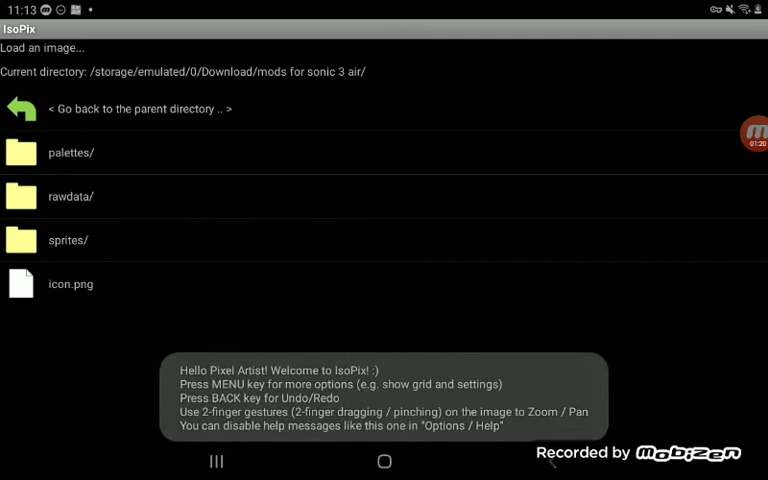 11:13
IsoPix
Load an image...
Current directory: /storage/emulated/0/Download/mods for sonic 3 air/
< Go back to the parent directory .. >
palettes/
01:20
rawdata/
sprites/
icon.png
Hello Pixel Artist! Welcome to IsoPix! :)
Press MENU key for more options (e.g. show grid and settings)
Press BACK key for Undo/Redo
Use 2-finger gestures (2-finger dragging / pinching) on the image to Zoom / Pan
You can disable help messages like this one in "Options / Help"
Recorded by mobizen